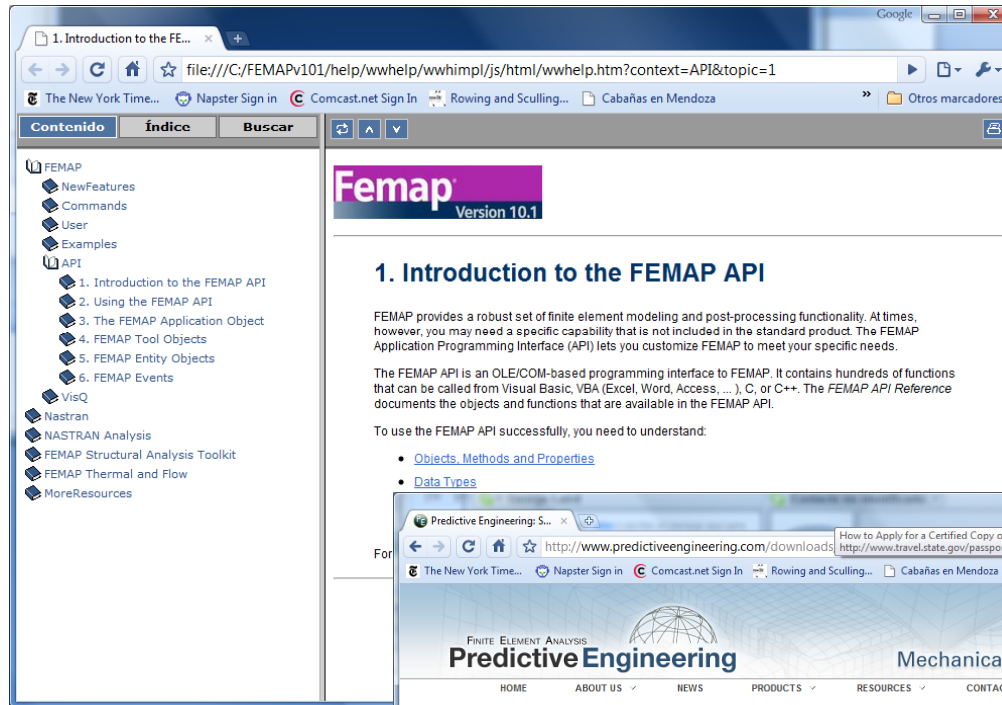 Google
1. Introduction to the FE...
file:///C:/FEMAPv101/help/wwhelp/wwhimpl/js/html/wwhelp.htm?context=API&topic=1
The New York Time... Napster Sign in Comcast.net Sign In Rowing and Sculling... Cabañas en Mendoza » Otros marcadores
Contenido Índice Buscar
FEMAP
NewFeatures
Commands
User
Examples
API
1. Introduction to the FEMAP API
2. Using the FEMAP API
3. The FEMAP Application Object
4. FEMAP Tool Objects
5. FEMAP Entity Objects
6. FEMAP Events
VisQ
Nastran
NASTRAN Analysis
FEMAP Structural Analysis Toolkit
FEMAP Thermal and Flow
MoreResources
Femap
Version 10.1
1. Introduction to the FEMAP API
FEMAP provides a robust set of finite element modeling and post-processing functionality. At times,
however, you may need a specific capability that is not included in the standard product. The FEMAP
Application Programming Interface (API) lets you customize FEMAP to meet your specific needs.
The FEMAP API is an OLE/COM-based programming interface to FEMAP. It contains hundreds of functions
that can be called from Visual Basic, VBA (Excel, Word, Access, ... ), C, or C++. The FEMAP API Reference
documents the objects and functions that are available in the FEMAP API.
To use the FEMAP API successfully, you need to understand:
• Objects, Methods and Properties
• Data Types
For
Predictive Engineering: S...
http://www.predictiveengineering.com/downloads
How to Apply for a Certified Copy o
http://www.travel.state.gov/passpo
The New York Time... Napster Sign in Comcast.net Sign In Rowing and Sculling... Cabañas en Mendoza
Finite Element Analysis
Predictive Engineering
Mechanica
HOME ABOUT US NEWS PRODUCTS RESOURCES CONTAC